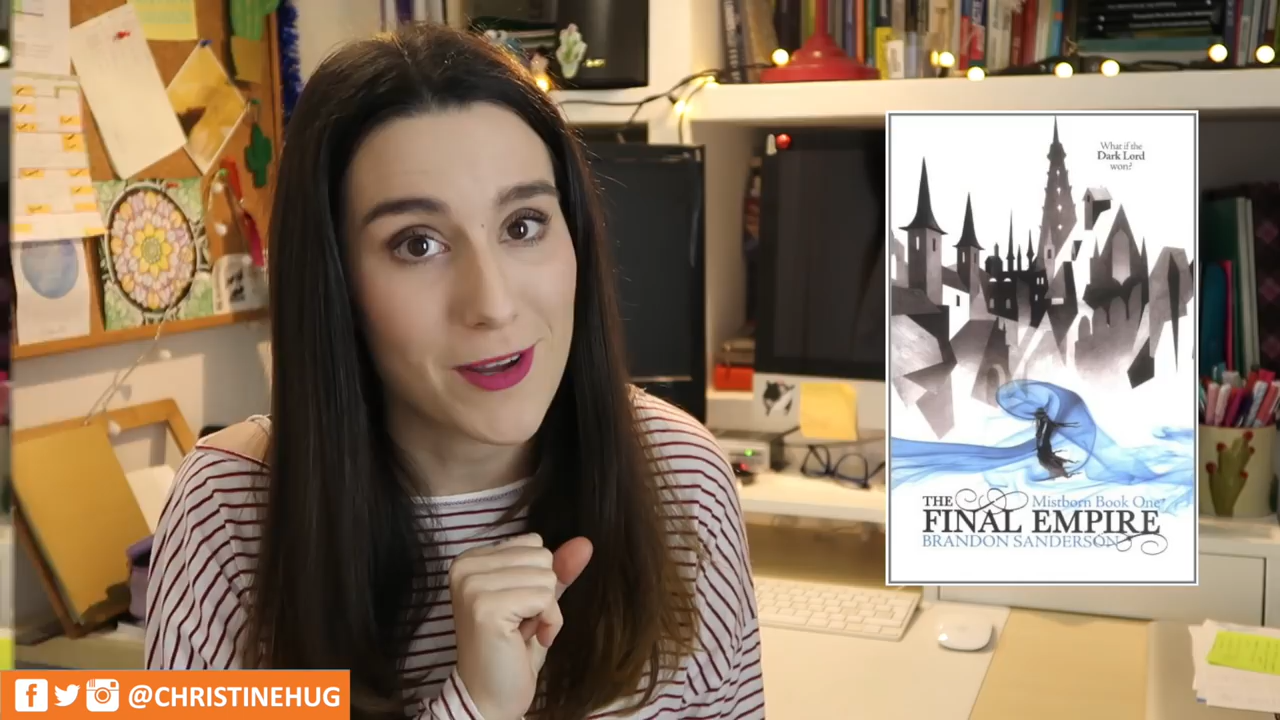 What if the
Dark Lord
won?
THE
Mistborn Book One
FINAL EMPIRE
BRANDON SANDERSON
@CHRISTINEHUG